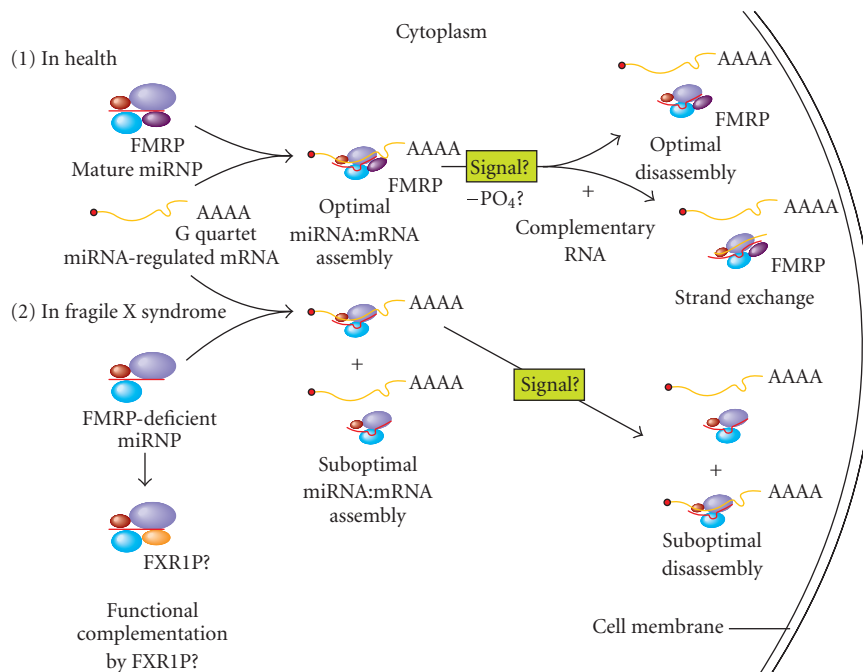 Cytoplasm
(1) In health
FMRP
Mature miRNP
AAAA
G quartet
miRNA-regulated mRNA
AAAA
FMRP
Optimal
miRNA:mRNA
assembly
Signal?
−PO₄?
+
Complementary
RNA
AAAA
FMRP
Optimal
disassembly
AAAA
FMRP
Strand exchange
(2) In fragile X syndrome
FMRP-deficient
miRNP
FXR1P?
Functional
complementation
by FXR1P?
AAAA
+
AAAA
Suboptimal
miRNA:mRNA
assembly
Signal?
AAAA
+
AAAA
Suboptimal
disassembly
Cell membrane